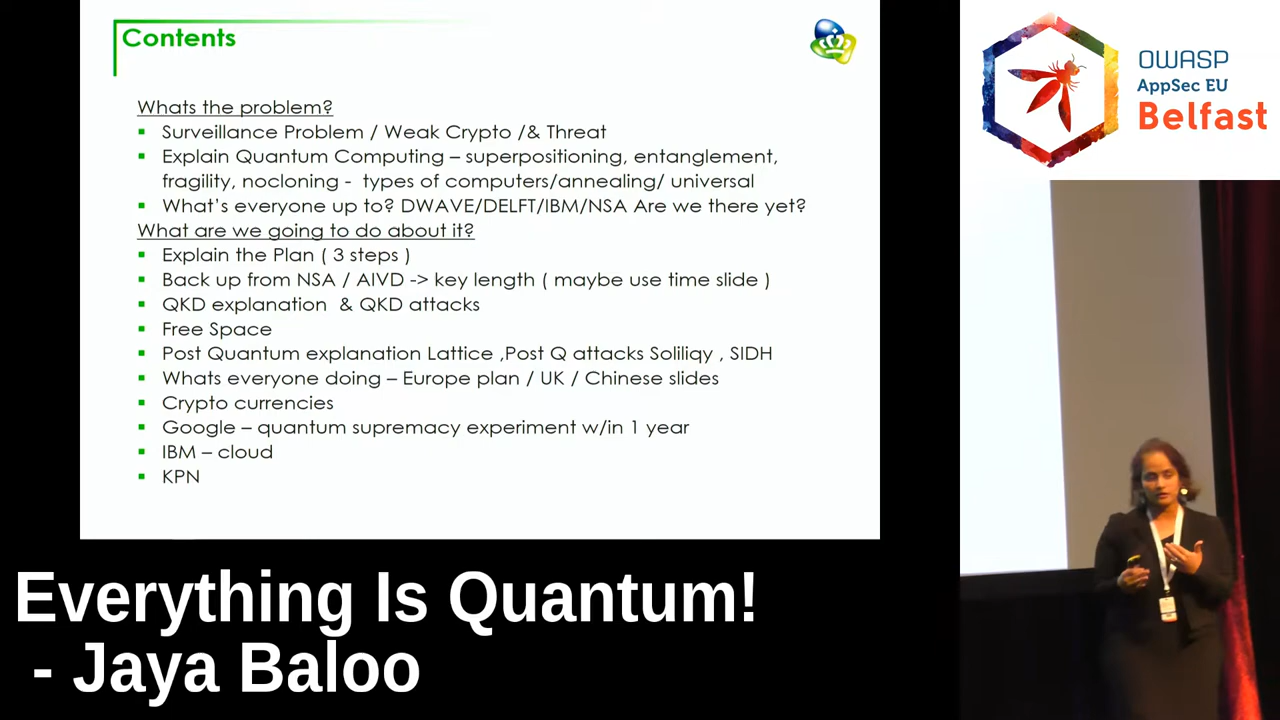 Contents
Whats the problem?
▪ Surveillance Problem / Weak Crypto /& Threat
▪ Explain Quantum Computing – superpositioning, entanglement,
fragility, nocloning - types of computers/annealing/ universal
▪ What's everyone up to? DWAVE/DELFT/IBM/NSA Are we there yet?
What are we going to do about it?
▪ Explain the Plan ( 3 steps )
▪ Back up from NSA / AIVD -> key length ( maybe use time slide )
▪ QKD explanation & QKD attacks
▪ Free Space
▪ Post Quantum explanation Lattice ,Post Q attacks Soliliqy , SIDH
▪ Whats everyone doing – Europe plan / UK / Chinese slides
▪ Crypto currencies
▪ Google – quantum supremacy experiment w/in 1 year
▪ IBM – cloud
▪ KPN
OWASP
AppSec EU
Belfast
Everything Is Quantum!
- Jaya Baloo